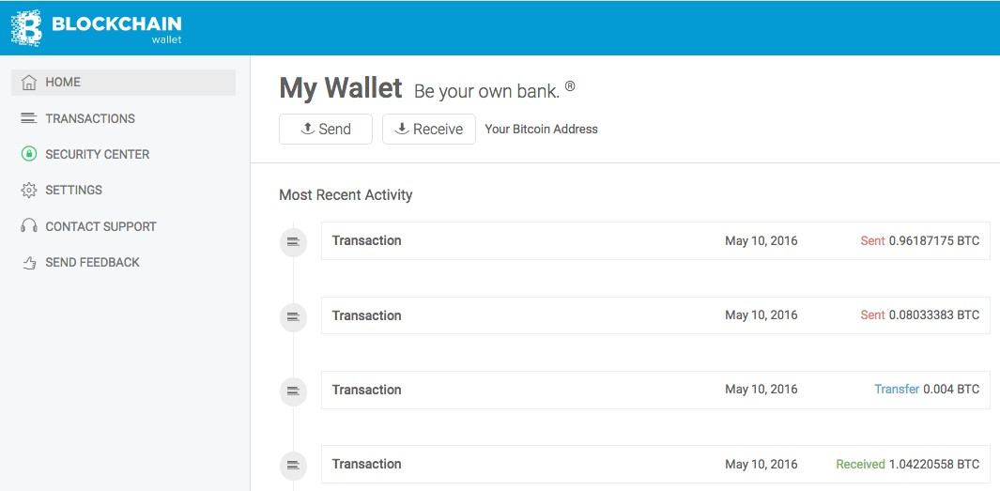 BLOCKCHAIN
wallet
HOME
TRANSACTIONS
SECURITY CENTER
SETTINGS
CONTACT SUPPORT
SEND FEEDBACK
My Wallet Be your own bank. ®
Send Receive Your Bitcoin Address
Most Recent Activity
Transaction May 10, 2016 Sent 0.96187175 BTC
Transaction May 10, 2016 Sent 0.08033383 BTC
Transaction May 10, 2016 Transfer 0.004 BTC
Transaction May 10, 2016 Received 1.04220558 BTC